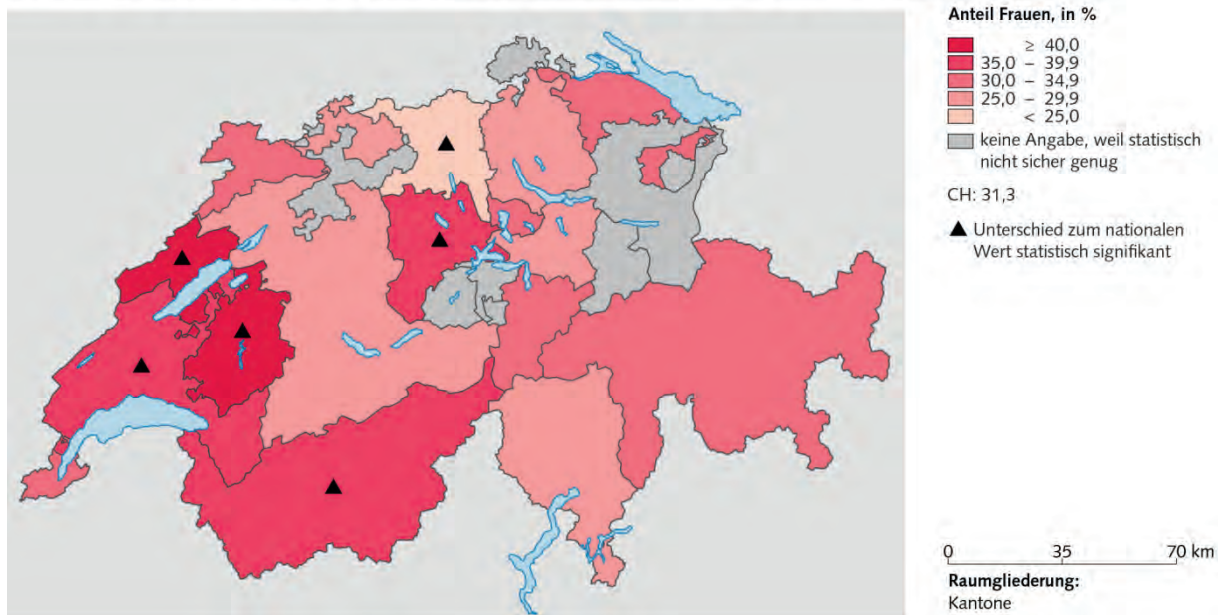 Anteil Frauen, in %
≥ 40,0
35,0 – 39,9
30,0 – 34,9
25,0 – 29,9
< 25,0
keine Angabe, weil statistisch
nicht sicher genug
CH: 31,3
▲ Unterschied zum nationalen
Wert statistisch signifikant
0 35 70 km
Raumgliederung:
Kantone